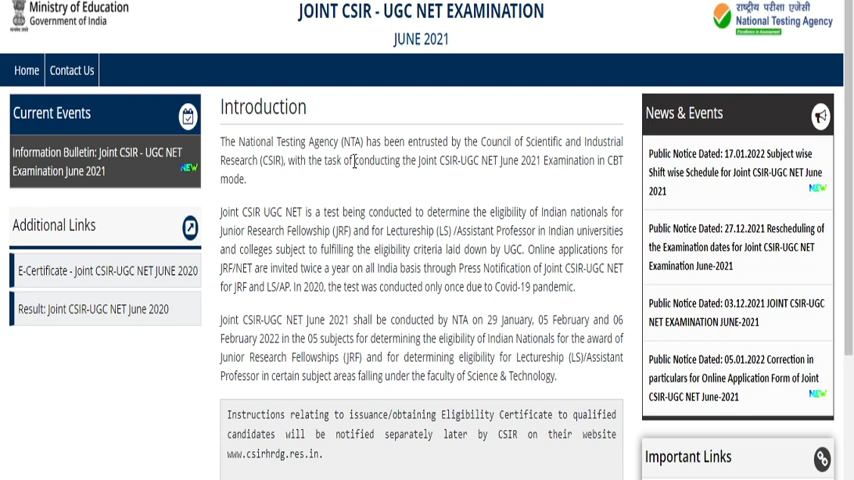 Ministry of Education
Government of India
JOINT CSIR - UGC NET EXAMINATION
JUNE 2021
राष्ट्रीय परीक्षा एजेंसी
National Testing Agency
Excellence in Assessment
Home
Contact Us
Current Events
Information Bulletin: Joint CSIR - UGC NET
Examination June 2021
NEW
Additional Links
E-Certificate - Joint CSIR-UGC NET JUNE 2020
Result: Joint CSIR-UGC NET June 2020
Introduction
The National Testing Agency (NTA) has been entrusted by the Council of Scientific and Industrial
Research (CSIR), with the task of conducting the Joint CSIR-UGC NET June 2021 Examination in CBT
mode.
Joint CSIR UGC NET is a test being conducted to determine the eligibility of Indian nationals for
Junior Research Fellowship (JRF) and for Lectureship (LS) /Assistant Professor in Indian universities
and colleges subject to fulfilling the eligibility criteria laid down by UGC. Online applications for
JRF/NET are invited twice a year on all India basis through Press Notification of Joint CSIR-UGC NET
for JRF and LS/AP. In 2020, the test was conducted only once due to Covid-19 pandemic.
Joint CSIR-UGC NET June 2021 shall be conducted by NTA on 29 January, 05 February and 06
February 2022 in the 05 subjects for determining the eligibility of Indian Nationals for the award of
Junior Research Fellowships (JRF) and for determining eligibility for Lectureship (LS)/Assistant
Professor in certain subject areas falling under the faculty of Science & Technology.
Instructions relating to issuance/obtaining Eligibility Certificate to qualified
candidates will be notified separately later by CSIR on their website
www.csirhrdg.res.in.
News & Events
Public Notice Dated: 17.01.2022 Subject wise
Shift wise Schedule for Joint CSIR-UGC NET June
2021
NEW
Public Notice Dated: 27.12.2021 Rescheduling of
the Examination dates for Joint CSIR-UGC NET
Examination June-2021
Public Notice Dated: 03.12.2021 JOINT CSIR-UGC
NET EXAMINATION JUNE-2021
Public Notice Dated: 05.01.2022 Correction in
particulars for Online Application Form of Joint
CSIR-UGC NET June-2021
NEW
Important Links